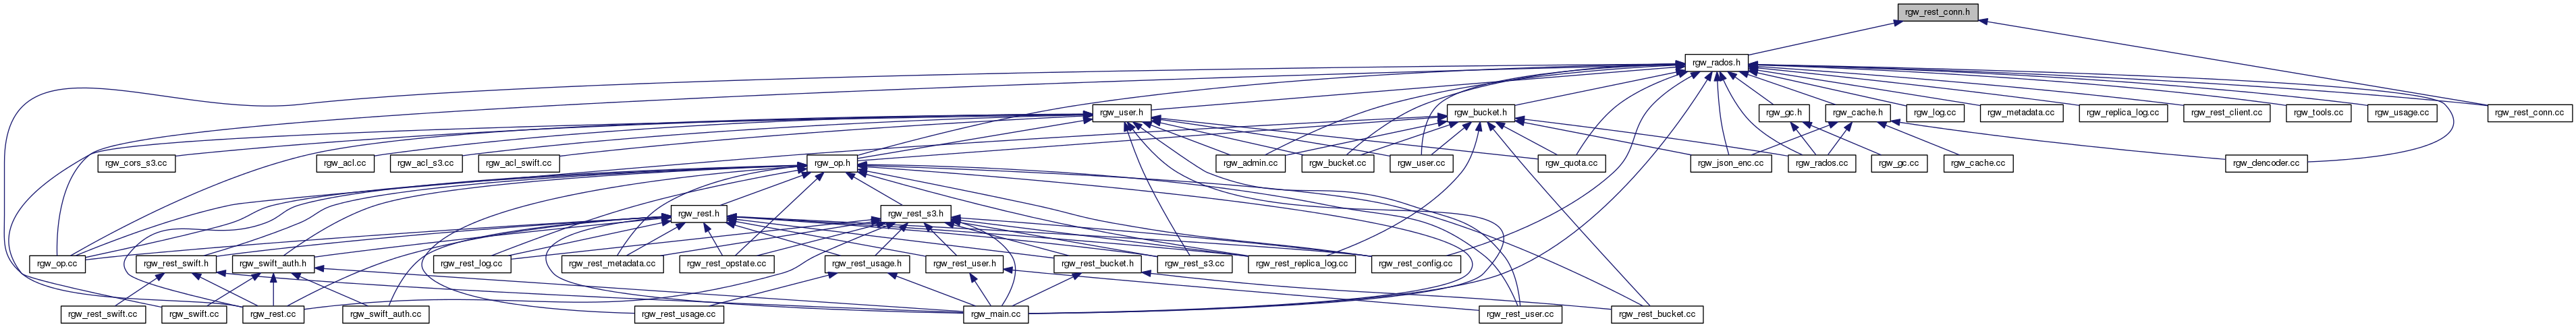 rgw_rest_conn.h
rgw_rados.h
rgw_user.h
rgw_bucket.h
rgw_gc.h
rgw_cache.h
rgw_log.cc
rgw_metadata.cc
rgw_replica_log.cc
rgw_rest_client.cc
rgw_tools.cc
rgw_usage.cc
rgw_rest_conn.cc
rgw_cors_s3.cc
rgw_acl.cc
rgw_acl_s3.cc
rgw_acl_swift.cc
rgw_op.h
rgw_admin.cc
rgw_bucket.cc
rgw_user.cc
rgw_quota.cc
rgw_json_enc.cc
rgw_rados.cc
rgw_gc.cc
rgw_cache.cc
rgw_dencoder.cc
rgw_rest.h
rgw_rest_s3.h
rgw_op.cc
rgw_rest_swift.h
rgw_swift_auth.h
rgw_rest_log.cc
rgw_rest_metadata.cc
rgw_rest_opstate.cc
rgw_rest_usage.h
rgw_rest_user.h
rgw_rest_bucket.h
rgw_rest_s3.cc
rgw_rest_replica_log.cc
rgw_rest_config.cc
rgw_rest_swift.cc
rgw_swift.cc
rgw_rest.cc
rgw_swift_auth.cc
rgw_rest_usage.cc
rgw_main.cc
rgw_rest_user.cc
rgw_rest_bucket.cc